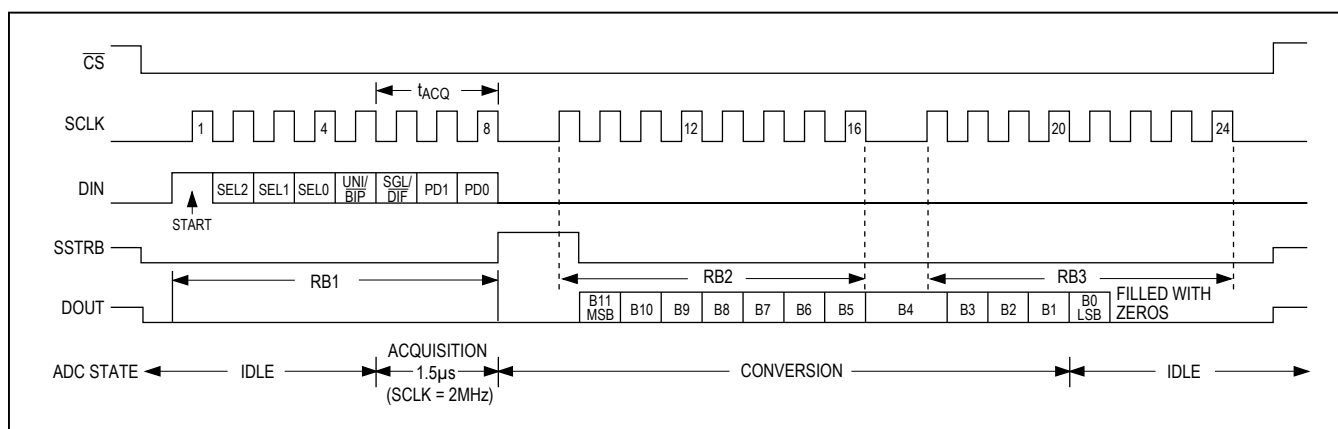 CS
tACQ
SCLK 1 4 8 12 16 20 24
DIN SEL2 SEL1 SEL0 UNI/BIP SGL/DIF PD1 PD0
START
SSTRB
RB1 RB2 RB3
DOUT B11 MSB B10 B9 B8 B7 B6 B5 B4 B3 B2 B1 B0 LSB FILLED WITH ZEROS
ADC STATE IDLE ACQUISITION 1.5µs (SCLK = 2MHz) CONVERSION IDLE